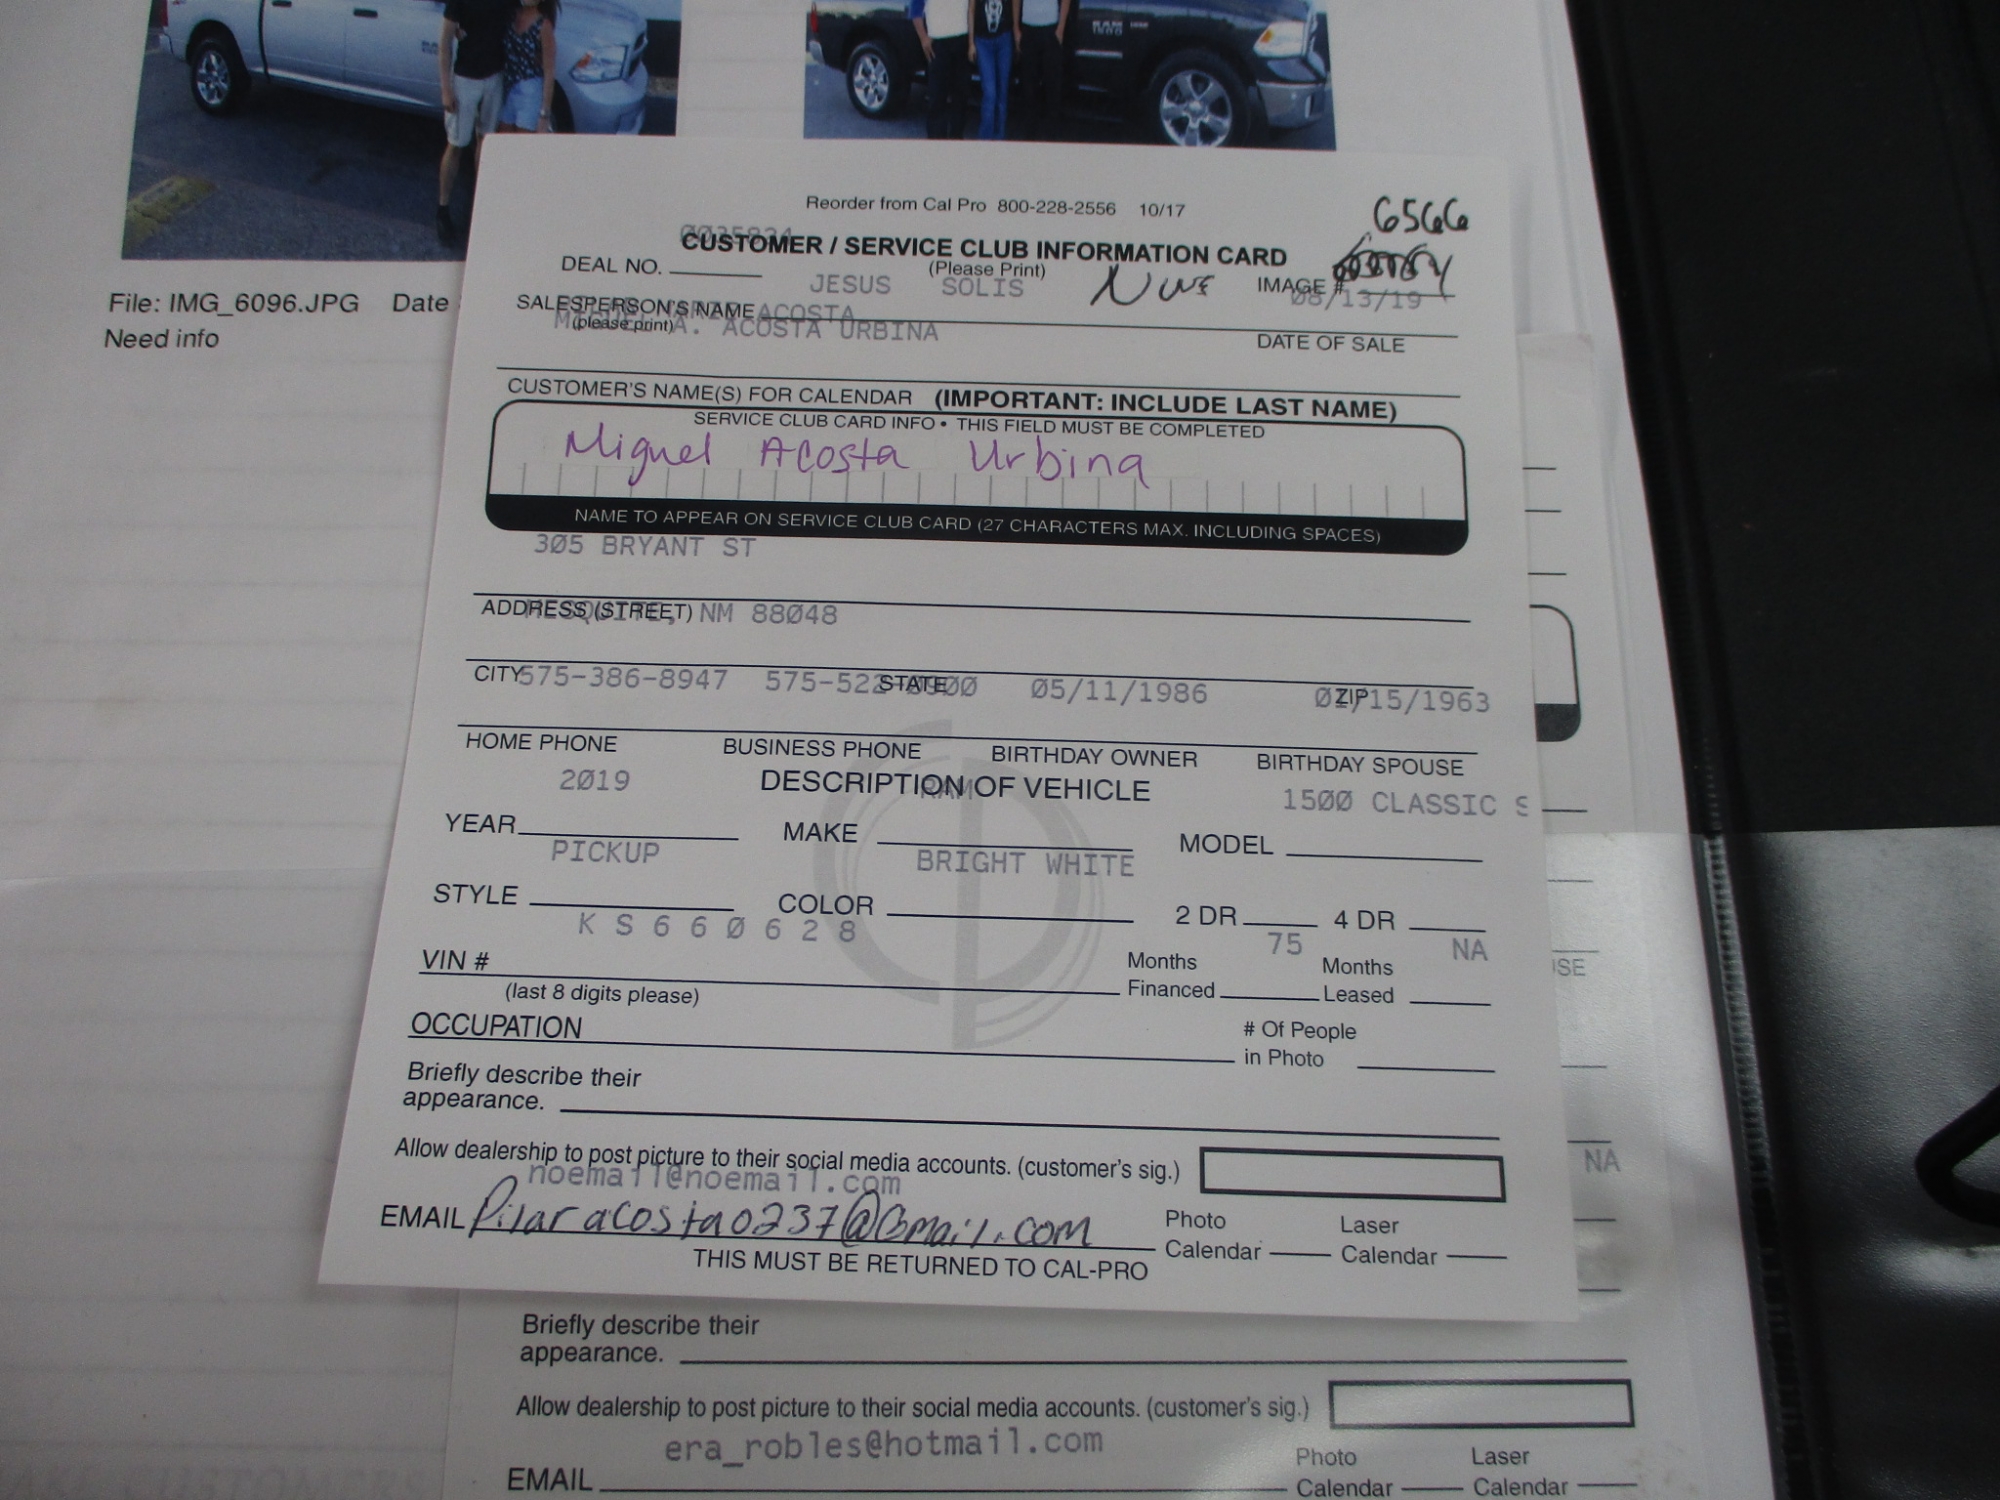 RAM
1500
File: IMG_6096.JPG Date
Need info
Reorder from Cal Pro 800-228-2556 10/17
6566
CUSTOMER / SERVICE CLUB INFORMATION CARD
DEAL NO.
(Please Print)
IMAGE #
JESUS SOLIS
08/13/19
SALESPERSON'S NAME
(please print)
ACOSTA
A. ACOSTA URBINA
DATE OF SALE
CUSTOMER'S NAME(S) FOR CALENDAR (IMPORTANT: INCLUDE LAST NAME)
SERVICE CLUB CARD INFO • THIS FIELD MUST BE COMPLETED
Miguel Acosta Urbina
NAME TO APPEAR ON SERVICE CLUB CARD (27 CHARACTERS MAX. INCLUDING SPACES)
305 BRYANT ST
ADDRESS (STREET)
MESQUITE, NM 88048
CITY STATE ZIP
575-386-8947 05/11/1986
HOME PHONE BUSINESS PHONE BIRTHDAY OWNER BIRTHDAY SPOUSE
DESCRIPTION OF VEHICLE
2019 RAM 1500 CLASSIC S
YEAR MAKE MODEL
PICKUP BRIGHT WHITE
STYLE COLOR 2 DR 4 DR
KS660628 75 NA
VIN # Months Financed Months Leased
(last 8 digits please)
OCCUPATION # Of People in Photo
Briefly describe their
appearance.
Allow dealership to post picture to their social media accounts. (customer's sig.)
noemail@noemail.com
EMAIL Pilaracosta0237@Gmail.com Photo Calendar Laser Calendar
THIS MUST BE RETURNED TO CAL-PRO
NA
Briefly describe their
appearance.
Allow dealership to post picture to their social media accounts. (customer's sig.)
era_robles@hotmail.com
EMAIL Photo Calendar Laser Calendar